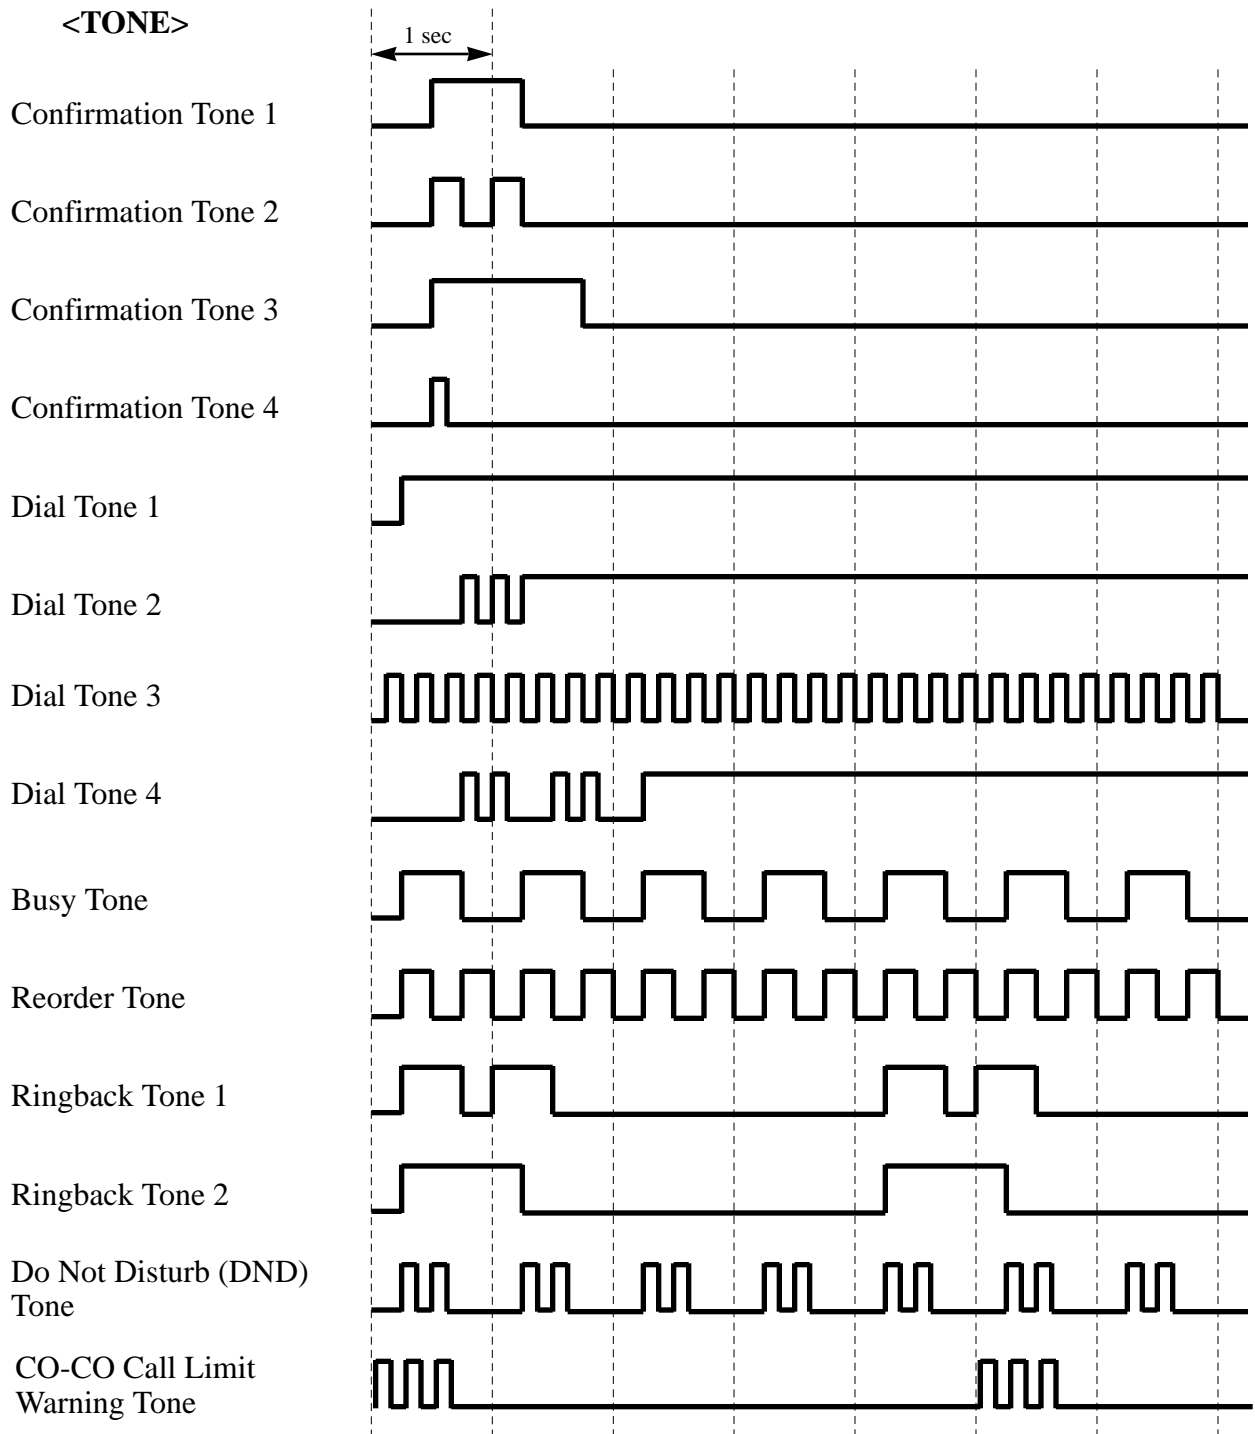 <TONE>
1 sec
Confirmation Tone 1
Confirmation Tone 2
Confirmation Tone 3
Confirmation Tone 4
Dial Tone 1
Dial Tone 2
Dial Tone 3
Dial Tone 4
Busy Tone
Reorder Tone
Ringback Tone 1
Ringback Tone 2
Do Not Disturb (DND)
Tone
CO-CO Call Limit
Warning Tone